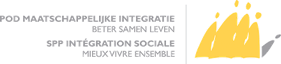 POD MAATSCHAPPELIJKE INTEGRATIE
BETER SAMEN LEVEN
SPP INTÉGRATION SOCIALE
MIEUX VIVRE ENSEMBLE